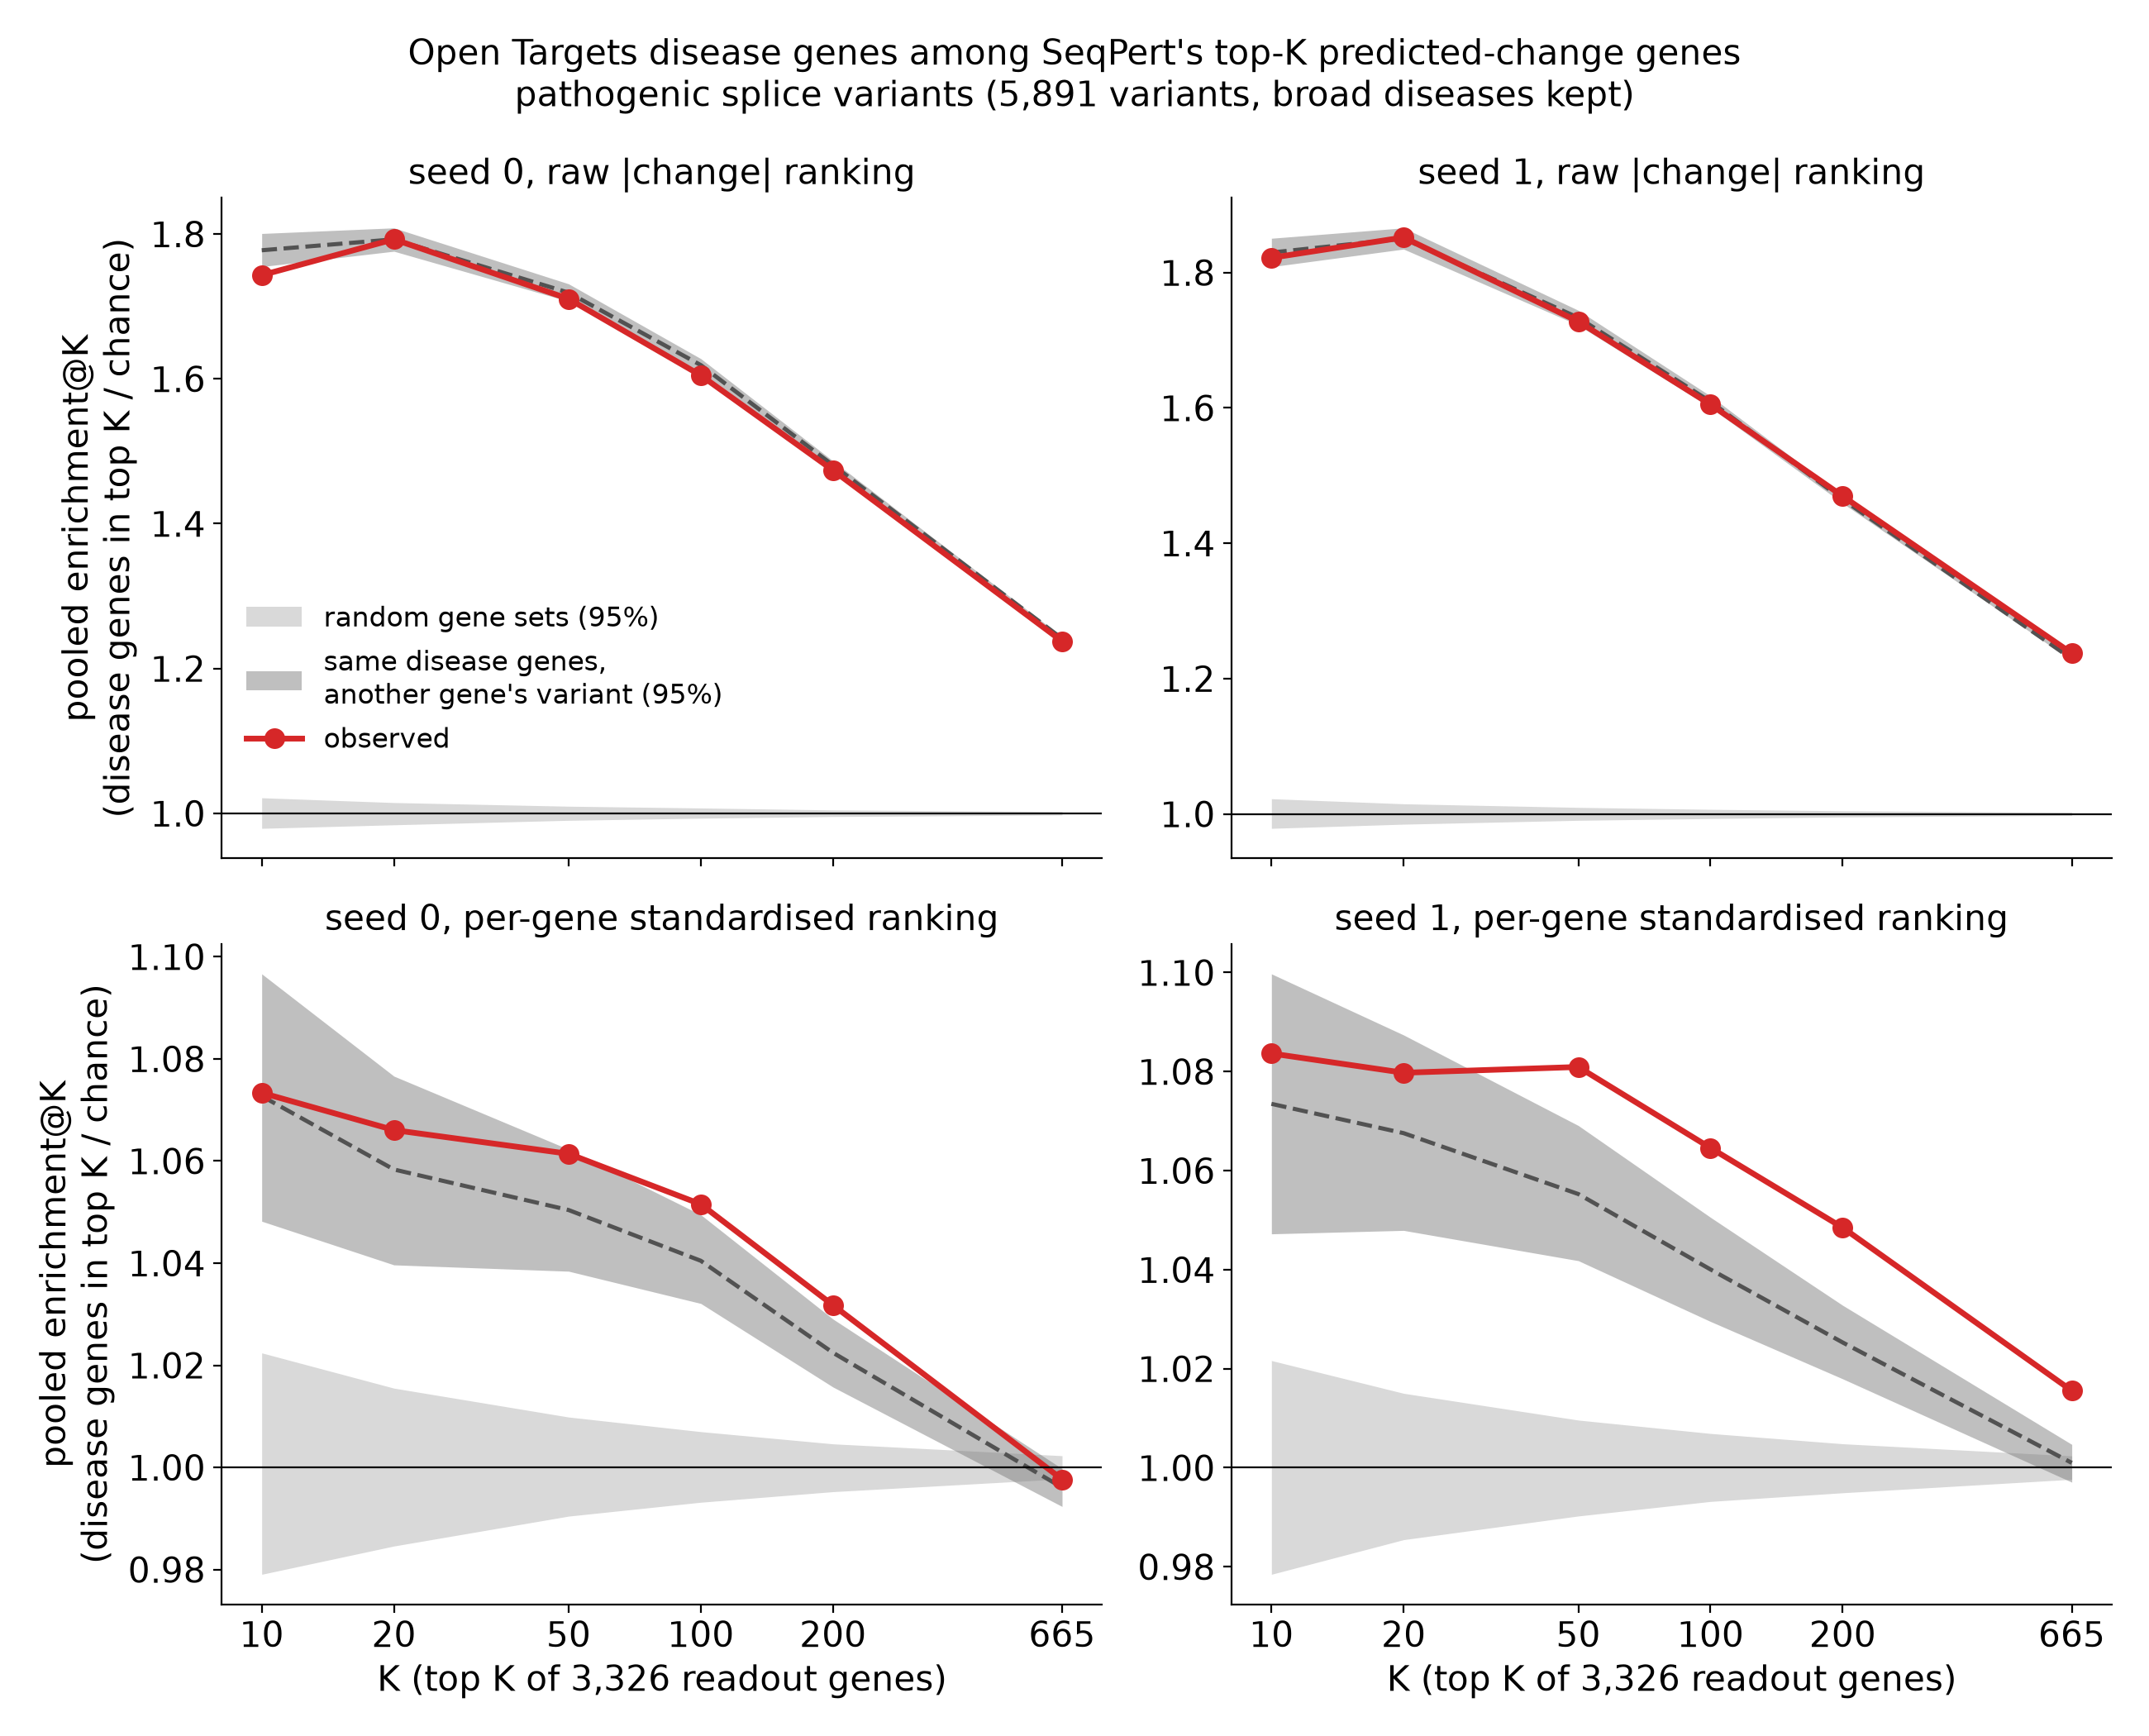 Open Targets disease genes among SeqPert's top-K predicted-change genes
pathogenic splice variants (5,891 variants, broad diseases kept)
seed 0, raw |change| ranking
pooled enrichment@K
(disease genes in top K / chance)
1.8
1.6
1.4
1.2
1.0
random gene sets (95%)
same disease genes,
another gene's variant (95%)
observed
seed 1, raw |change| ranking
1.8
1.6
1.4
1.2
1.0
seed 0, per-gene standardised ranking
pooled enrichment@K
(disease genes in top K / chance)
1.10
1.08
1.06
1.04
1.02
1.00
0.98
10 20 50 100 200 665
K (top K of 3,326 readout genes)
seed 1, per-gene standardised ranking
1.10
1.08
1.06
1.04
1.02
1.00
0.98
10 20 50 100 200 665
K (top K of 3,326 readout genes)